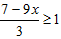 (7 − 9x)/3 ≥ 1